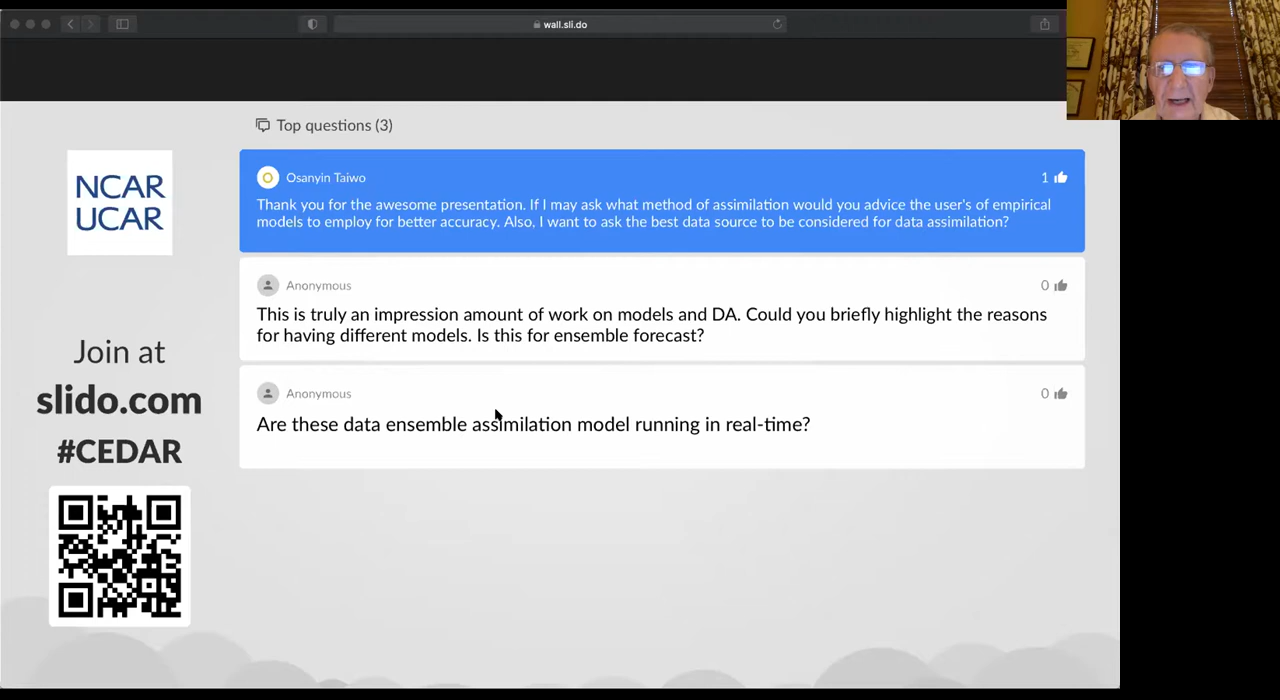 wall.sli.do
Top questions (3)
NCAR
UCAR
Osanyin Taiwo
1
Thank you for the awesome presentation. If I may ask what method of assimilation would you advice the user's of empirical
models to employ for better accuracy. Also, I want to ask the best data source to be considered for data assimilation?
Anonymous
0
This is truly an impression amount of work on models and DA. Could you briefly highlight the reasons
for having different models. Is this for ensemble forecast?
Anonymous
0
Are these data ensemble assimilation model running in real-time?
Join at
slido.com
#CEDAR